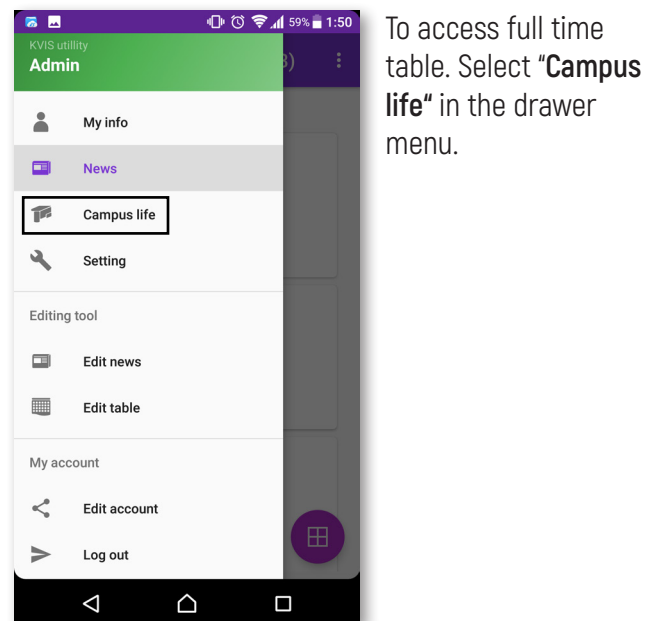 59% 1:50
KVIS utillity
Admin
3)
My info
News
Campus life
Setting
Editing tool
Edit news
Edit table
My account
Edit account
Log out
To access full time
table. Select "Campus
life" in the drawer
menu.